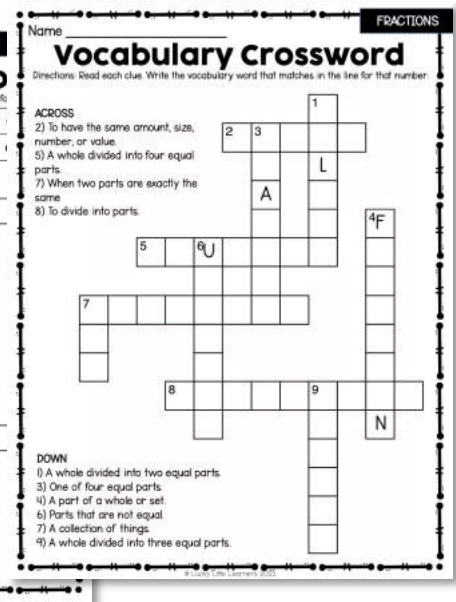 FRACTIONS
Name
Vocabulary Crossword
Directions: Read each clue. Write the vocabulary word that matches in the line for that number.
ACROSS
2) To have the same amount, size,
number, or value.
5) A whole divided into four equal
parts.
7) When two parts are exactly the
same
8) To divide into parts.
1
2 3
L
A
4F
5 6U
7
8 9
N
DOWN
1) A whole divided into two equal parts.
3) One of four equal parts.
4) A part of a whole or set.
6) Parts that are not equal.
7) A collection of things.
9) A whole divided into three equal parts.
© Lucky Little Learners